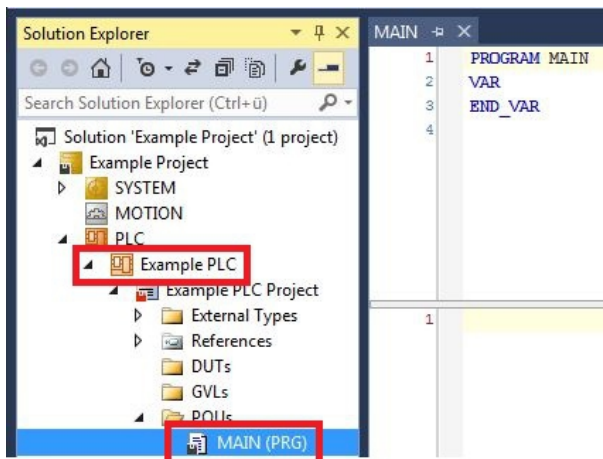 Solution Explorer
Search Solution Explorer (Ctrl+ü)
Solution 'Example Project' (1 project)
Example Project
SYSTEM
MOTION
PLC
Example PLC
Example PLC Project
External Types
References
DUTs
GVLs
POUs
MAIN (PRG)
MAIN
1 PROGRAM MAIN
2 VAR
3 END_VAR
4
1